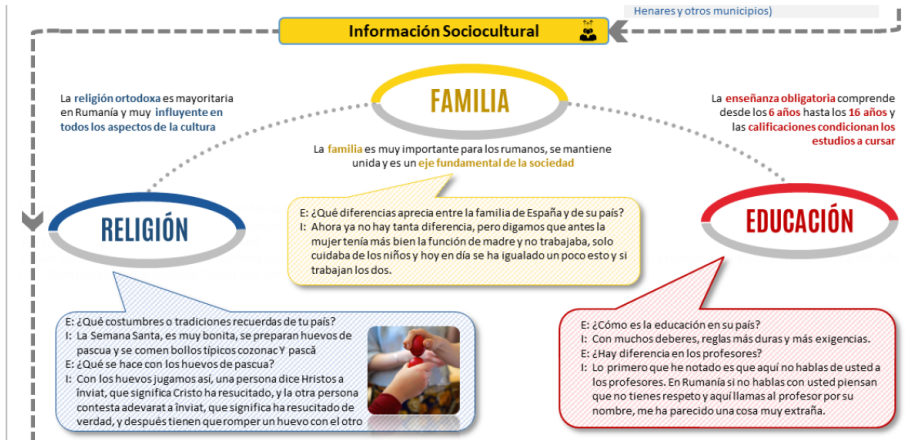 Henares y otros municipios)
Información Sociocultural
La religión ortodoxa es mayoritaria
en Rumanía y muy influyente en
todos los aspectos de la cultura
FAMILIA
La enseñanza obligatoria comprende
desde los 6 años hasta los 16 años y
las calificaciones condicionan los
estudios a cursar
La familia es muy importante para los rumanos, se mantiene
unida y es un eje fundamental de la sociedad
RELIGIÓN
E: ¿Qué diferencias aprecia entre la familia de España y de su país?
I: Ahora ya no hay tanta diferencia, pero digamos que antes la
mujer tenía más bien la función de madre y no trabajaba, solo
cuidaba de los niños y hoy en día se ha igualado un poco esto y si
trabajan los dos.
EDUCACIÓN
E: ¿Qué costumbres o tradiciones recuerdas de tu país?
I: La Semana Santa, es muy bonita, se preparan huevos de
pascua y se comen bollos típicos cozonac Y pască
E: ¿Qué se hace con los huevos de pascua?
I: Con los huevos jugamos así, una persona dice Hristos a
înviat, que significa Cristo ha resucitado, y la otra persona
contesta adevarat a înviat, que significa ha resucitado de
verdad, y después tienen que romper un huevo con el otro
E: ¿Cómo es la educación en su país?
I: Con muchos deberes, reglas más duras y más exigencias.
E: ¿Hay diferencia en los profesores?
I: Lo primero que he notado es que aquí no hablas de usted a
los profesores. En Rumanía si no hablas con usted piensan
que no tienes respeto y aquí llamas al profesor por su
nombre, me ha parecido una cosa muy extraña.